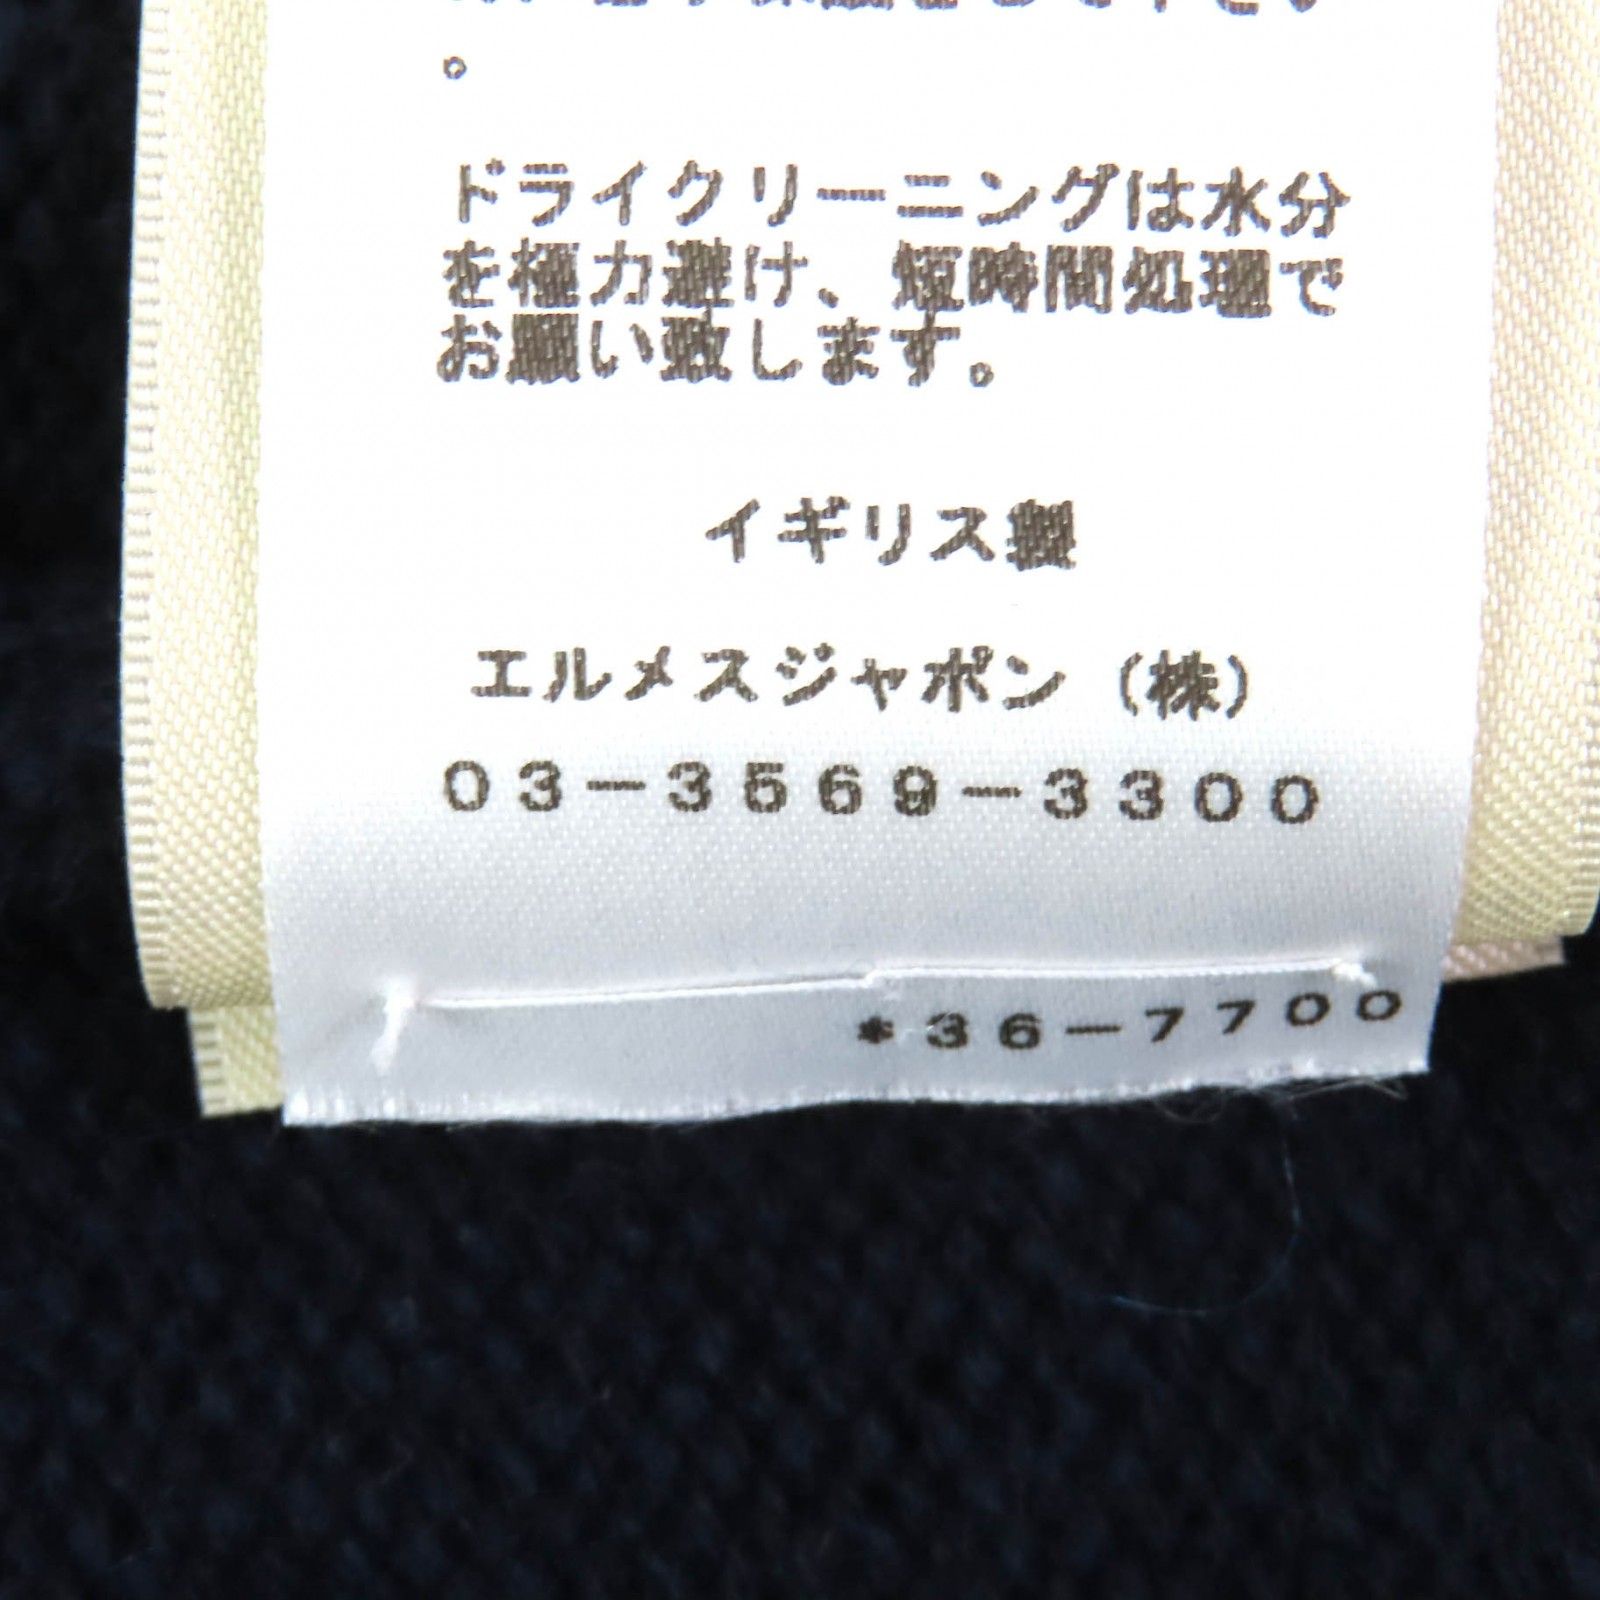 。
ドライクリーニングは水分
を極力避け、短時間処理で
お願い致します。
イギリス製
エルメスジャポン（株）
０３－３５６９－３３００
*３６－７７００